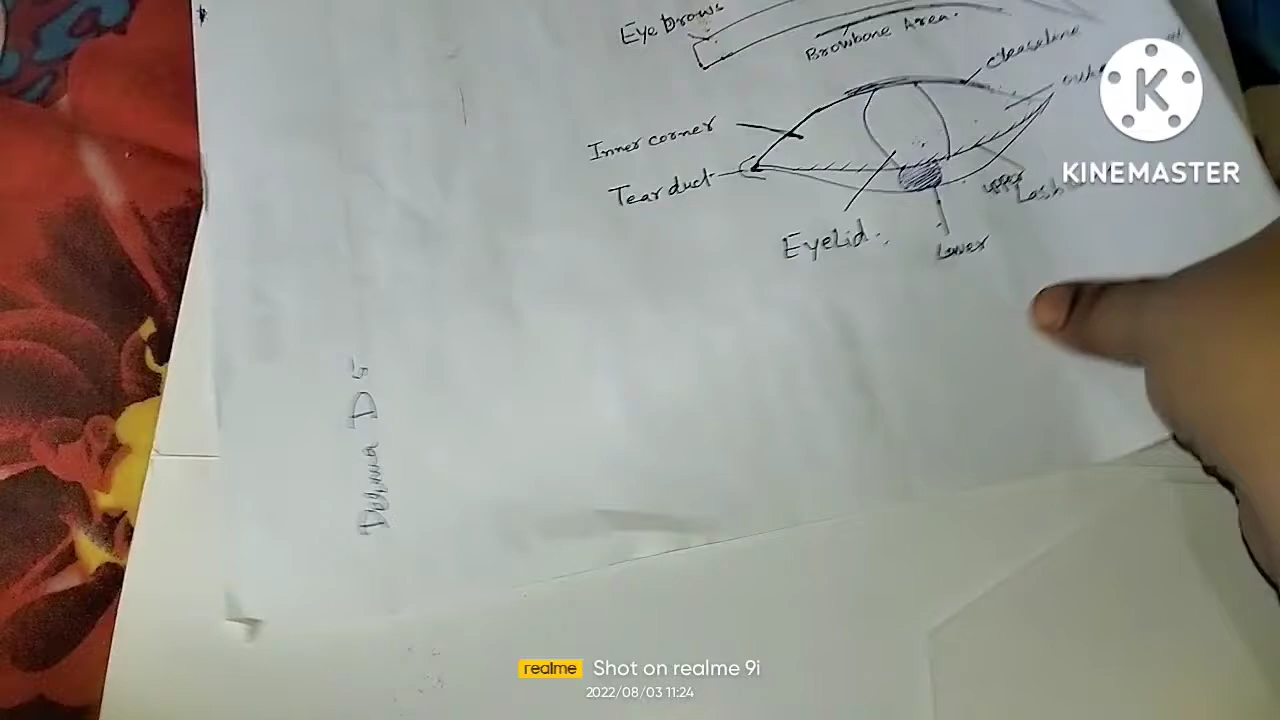 Eye brows
Browbone Area.
Inner corner
Tear duct
Eyelid.
Lower
upper
K
KINEMASTER
realme Shot on realme 9i
2022/08/03 11:24